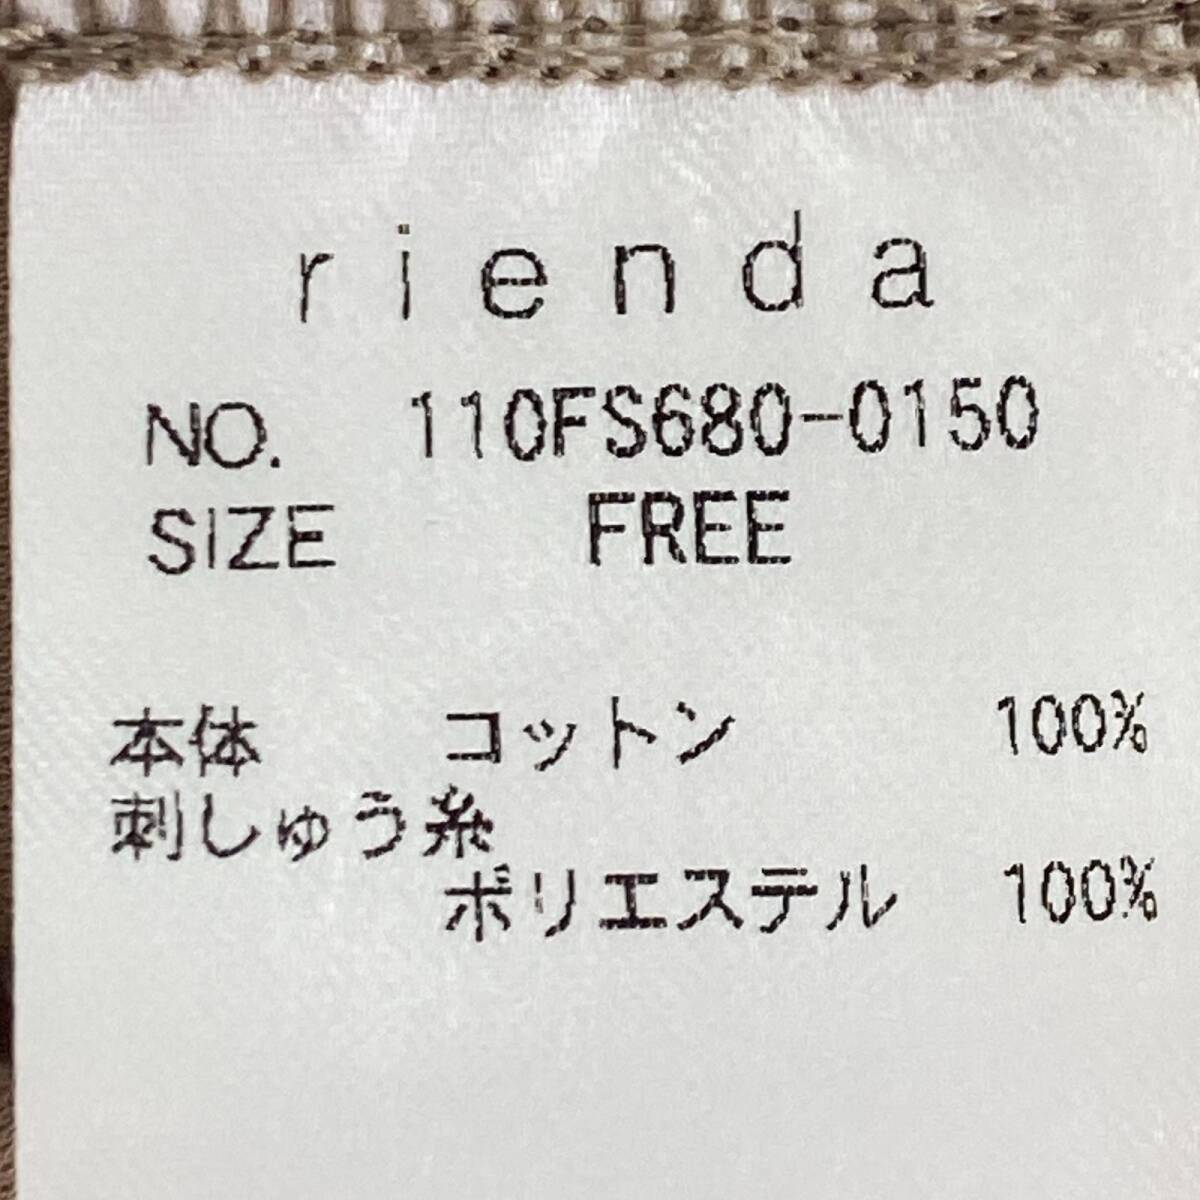 rienda
NO. 110FS680-0150
SIZE FREE
本体 コットン 100%
刺しゅう糸
ポリエステル 100%